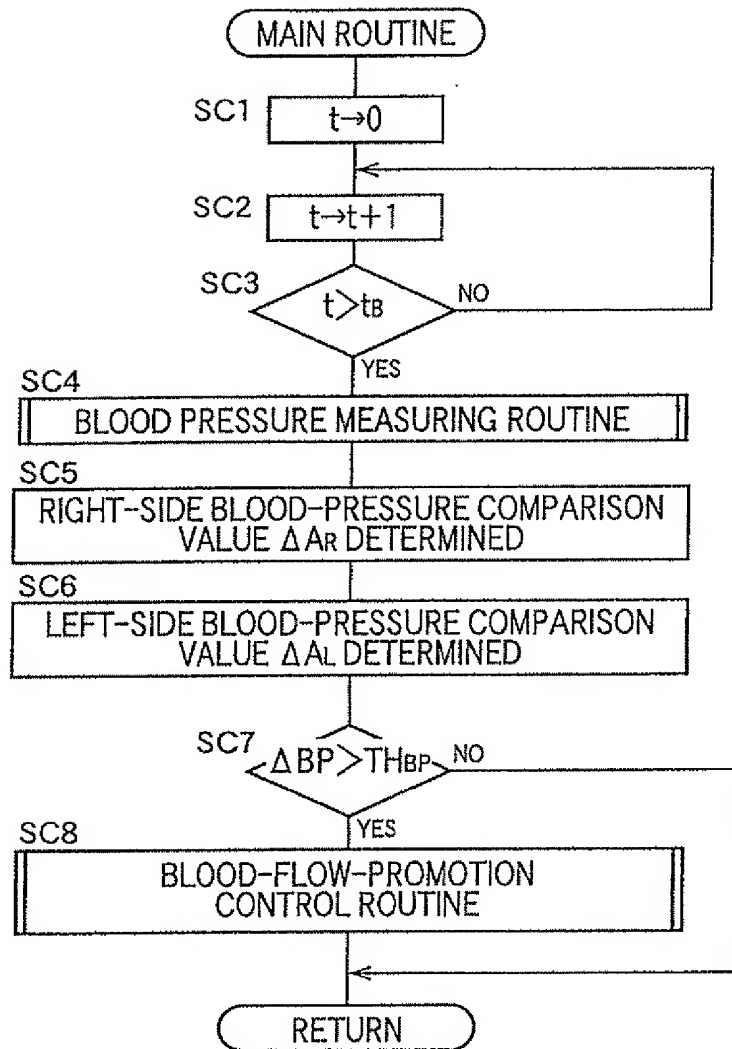 MAIN ROUTINE
SC1
t→0
SC2
t→t+1
SC3
t>tB
NO
YES
SC4
BLOOD PRESSURE MEASURING ROUTINE
SC5
RIGHT-SIDE BLOOD-PRESSURE COMPARISON
VALUE ΔAR DETERMINED
SC6
LEFT-SIDE BLOOD-PRESSURE COMPARISON
VALUE ΔAL DETERMINED
SC7
ΔBP>THBP
NO
YES
SC8
BLOOD-FLOW-PROMOTION
CONTROL ROUTINE
RETURN